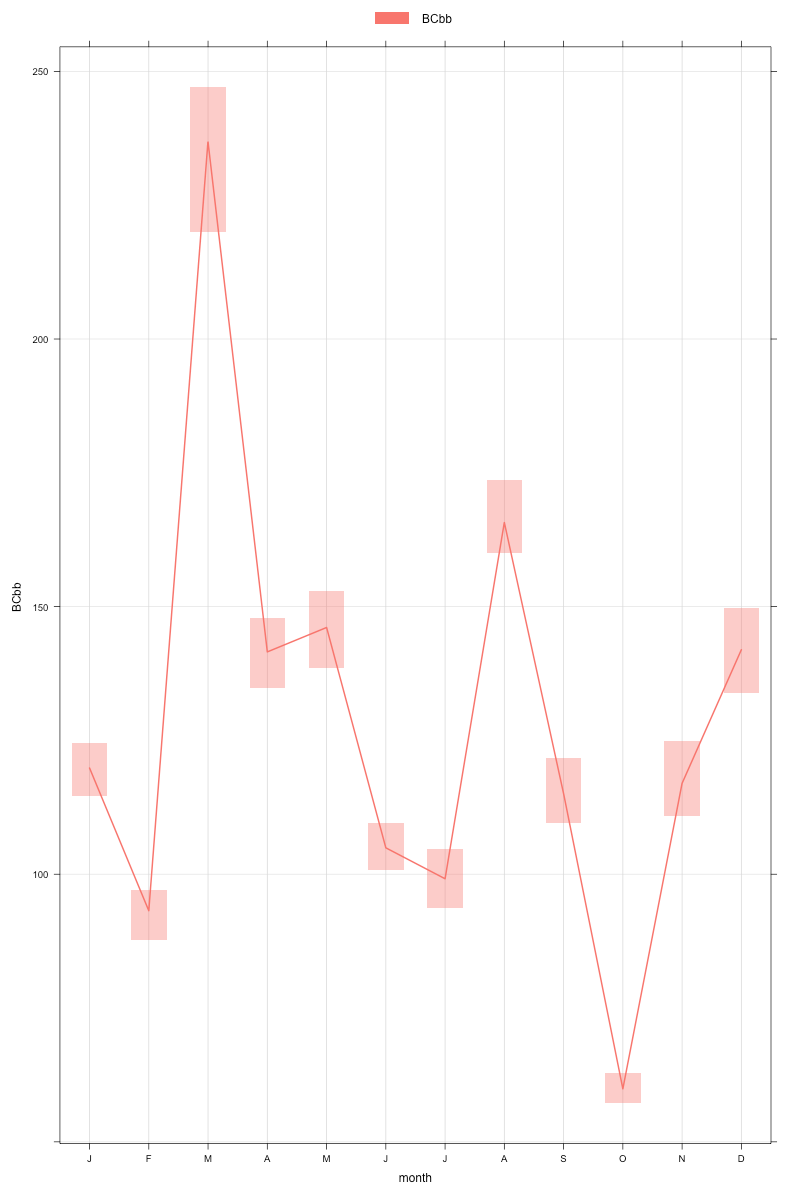 BCbb
250
200
150
100
BCbb
J F M A M J J A S O N D
month